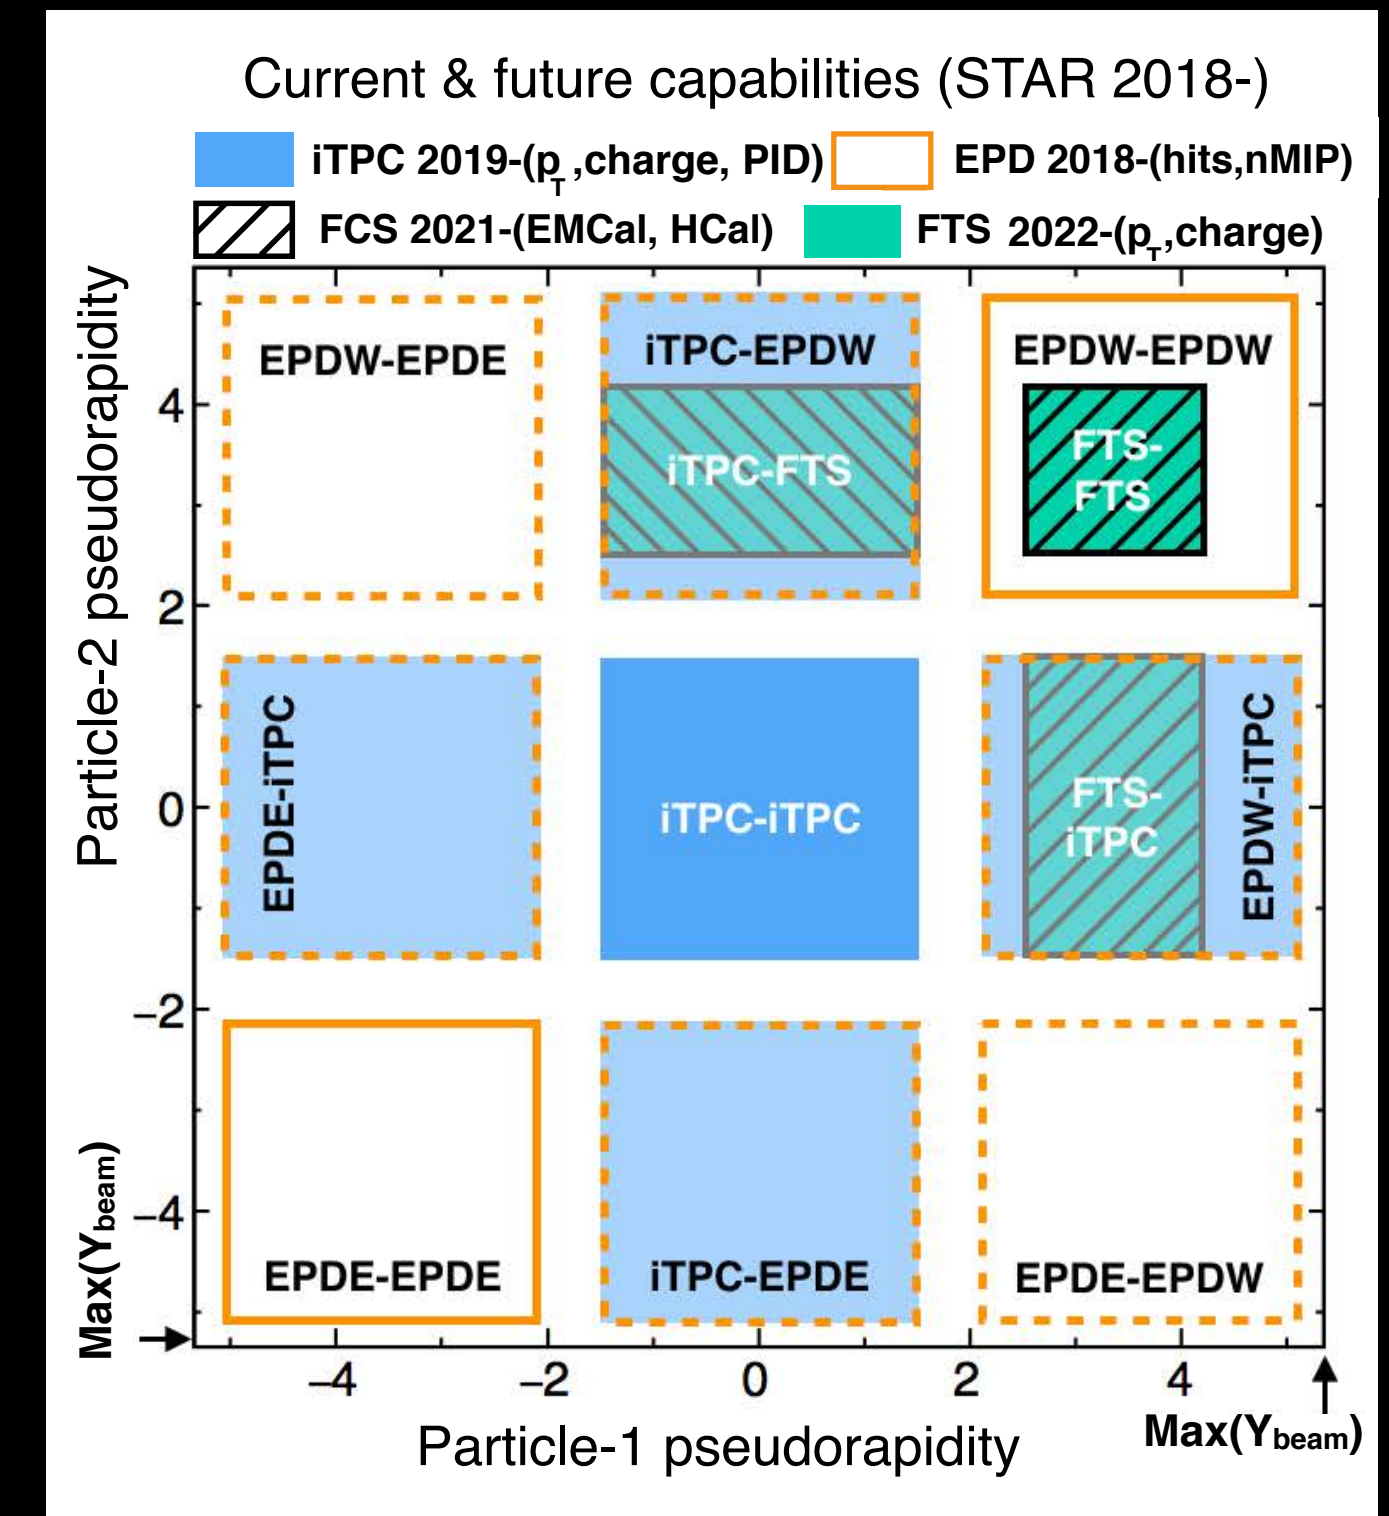 Current & future capabilities (STAR 2018-)
iTPC 2019-(pT,charge, PID) EPD 2018-(hits,nMIP)
FCS 2021-(EMCal, HCal) FTS 2022-(pT,charge)
Particle-2 pseudorapidity
EPDW-EPDE iTPC-EPDW EPDW-EPDW
4
iTPC-FTS
FTS-
FTS
2
EPDE-iTPC
0
iTPC-iTPC
FTS-
iTPC
EPDW-iTPC
−2
−4
EPDE-EPDE iTPC-EPDE EPDE-EPDW
Max(Ybeam)
−4 −2 0 2 4
Max(Ybeam)
Particle-1 pseudorapidity